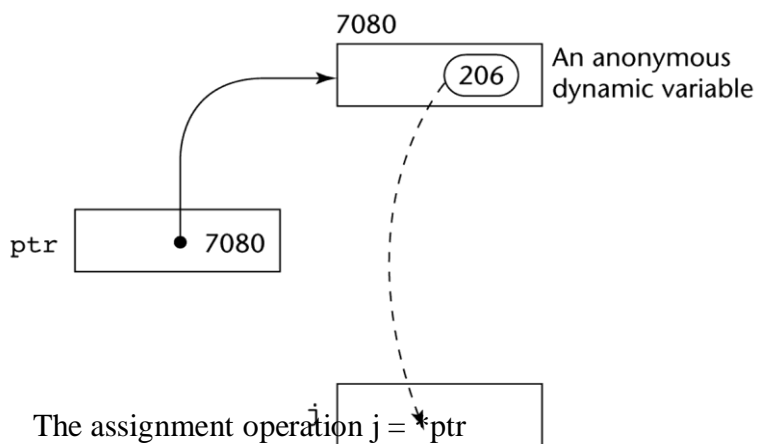 7080
An anonymous
dynamic variable
206
ptr
7080
j
The assignment operation j = *ptr